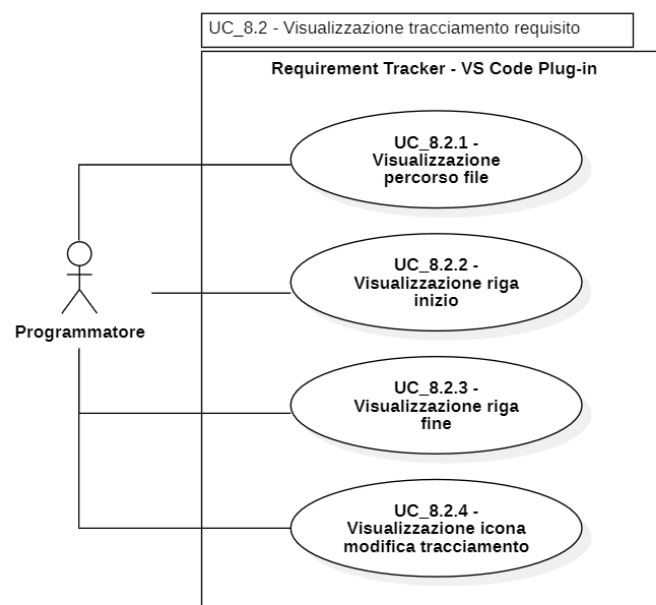 UC_8.2 - Visualizzazione tracciamento requisito
Requirement Tracker - VS Code Plug-in
UC_8.2.1 -
Visualizzazione
percorso file
UC_8.2.2 -
Visualizzazione riga
inizio
Programmatore
UC_8.2.3 -
Visualizzazione riga
fine
UC_8.2.4 -
Visualizzazione icona
modifica tracciamento